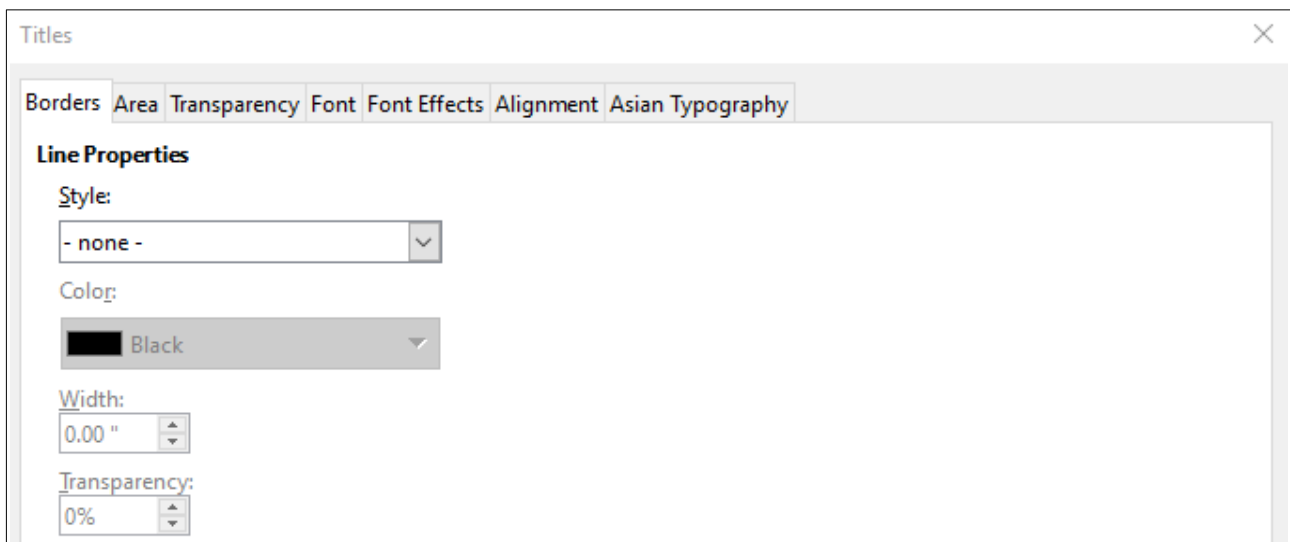 Titles
Borders Area Transparency Font Font Effects Alignment Asian Typography
Line Properties
Style:
- none -
Color:
Black
Width:
0.00 "
Transparency:
0%